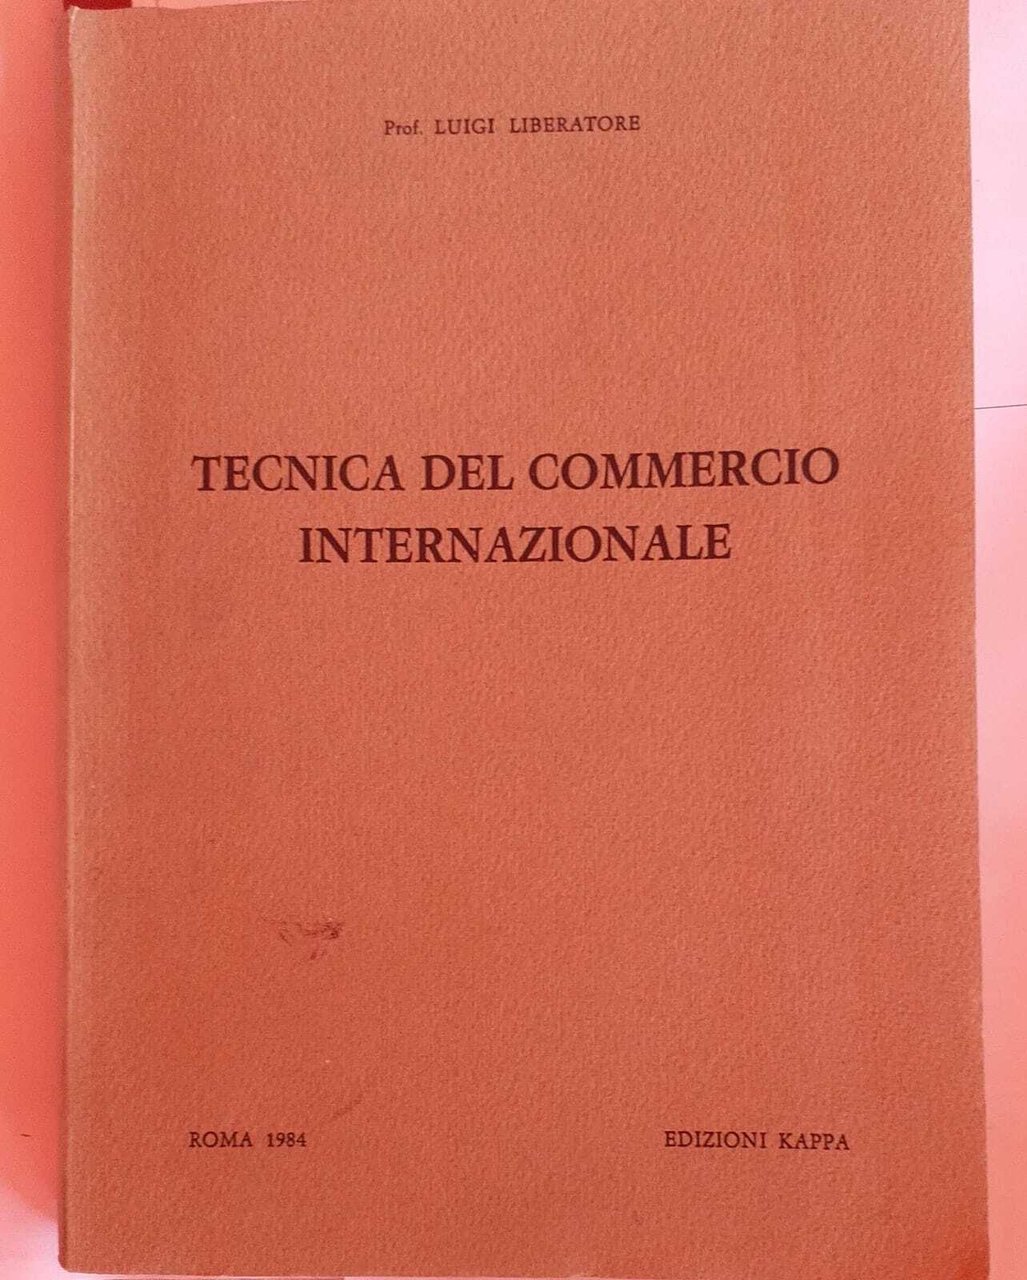 Prof. LUIGI LIBERATORE
TECNICA DEL COMMERCIO
INTERNAZIONALE
ROMA 1984
EDIZIONI KAPPA